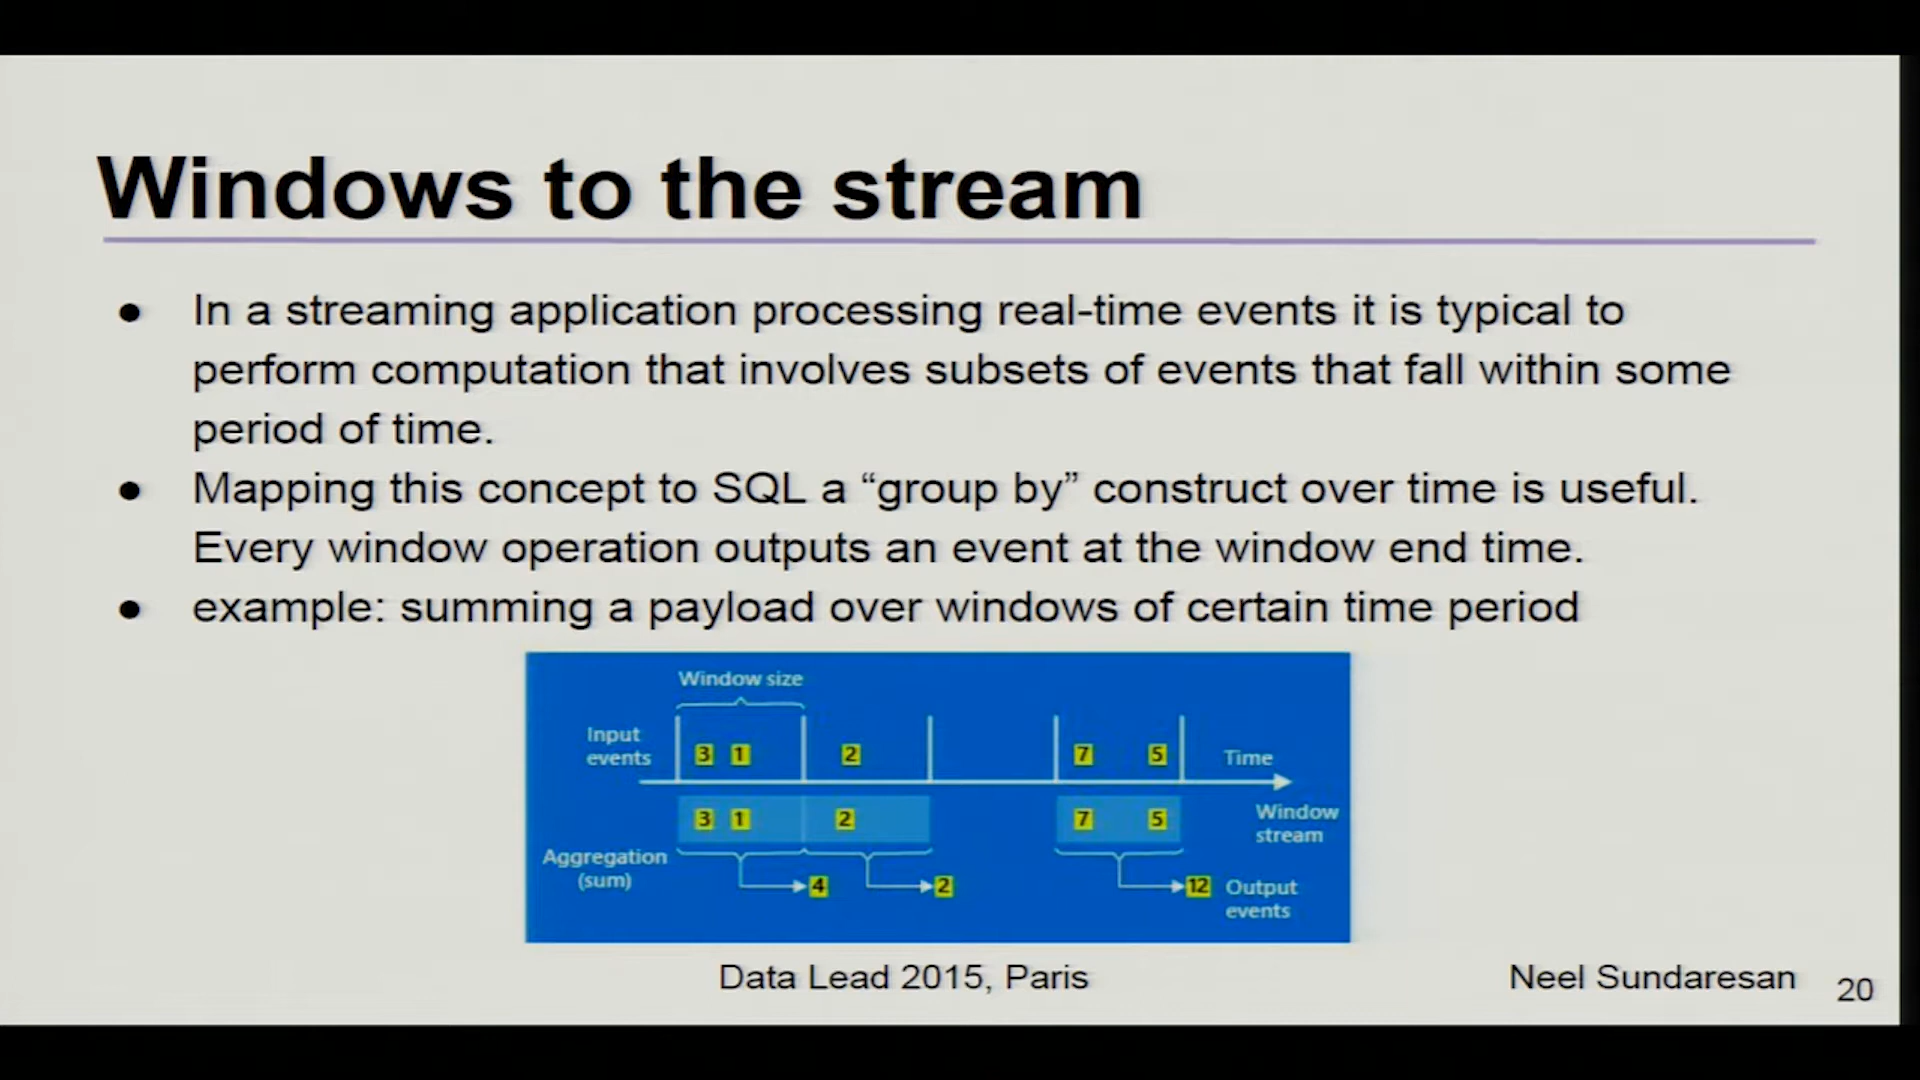 Windows to the stream
● In a streaming application processing real-time events it is typical to
perform computation that involves subsets of events that fall within some
period of time.
● Mapping this concept to SQL a “group by” construct over time is useful.
Every window operation outputs an event at the window end time.
● example: summing a payload over windows of certain time period
Window size
Input
events
3 1 2 7 5
Time
3 1 2 7 5
Window
stream
Aggregation
(sum)
4 2 12
Output
events
Data Lead 2015, Paris
Neel Sundaresan
20